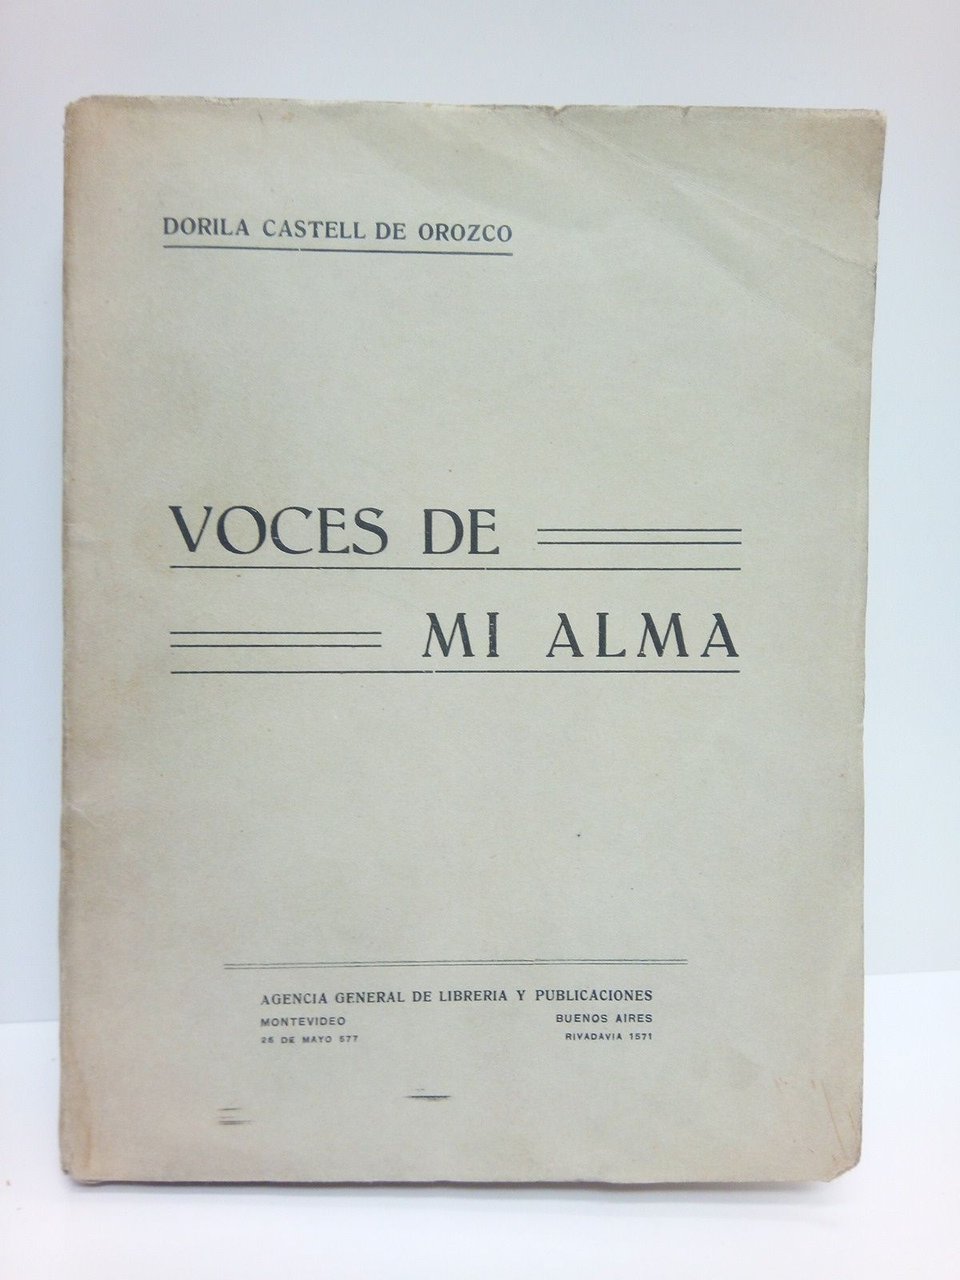 DORILA CASTELL DE OROZCO
VOCES DE
MI ALMA
AGENCIA GENERAL DE LIBRERIA Y PUBLICACIONES
MONTEVIDEO
25 DE MAYO 577
BUENOS AIRES
RIVADAVIA 1571